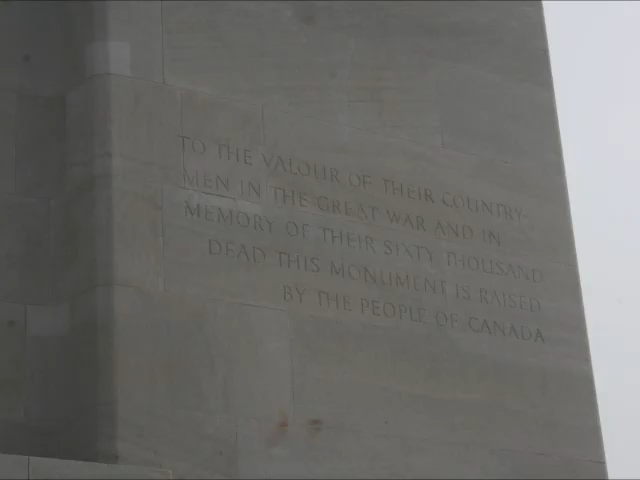 TO THE VALOUR OF THEIR COUNTRY-
MEN IN THE GREAT WAR AND IN
MEMORY OF THEIR SIXTY THOUSAND
DEAD THIS MONUMENT IS RAISED
BY THE PEOPLE OF CANADA